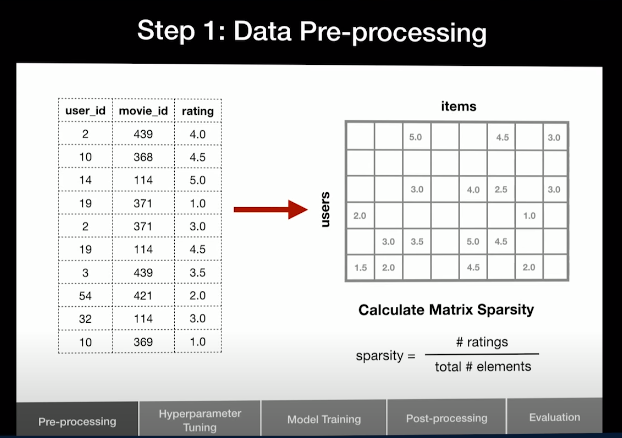 Step 1: Data Pre-processing
user_id movie_id rating
2 439 4.0
10 368 4.5
14 114 5.0
19 371 1.0
2 371 3.0
19 114 4.5
3 439 3.5
54 421 2.0
32 114 3.0
10 369 1.0
items
users
5.0 4.5 3.0
3.0 4.0 2.5 3.0
2.0 1.0
3.0 3.5 5.0 4.5
1.5 2.0 4.5 2.0
Calculate Matrix Sparsity
sparsity = # ratings
total # elements
Pre-processing
Hyperparameter
Tuning
Model Training
Post-processing
Evaluation